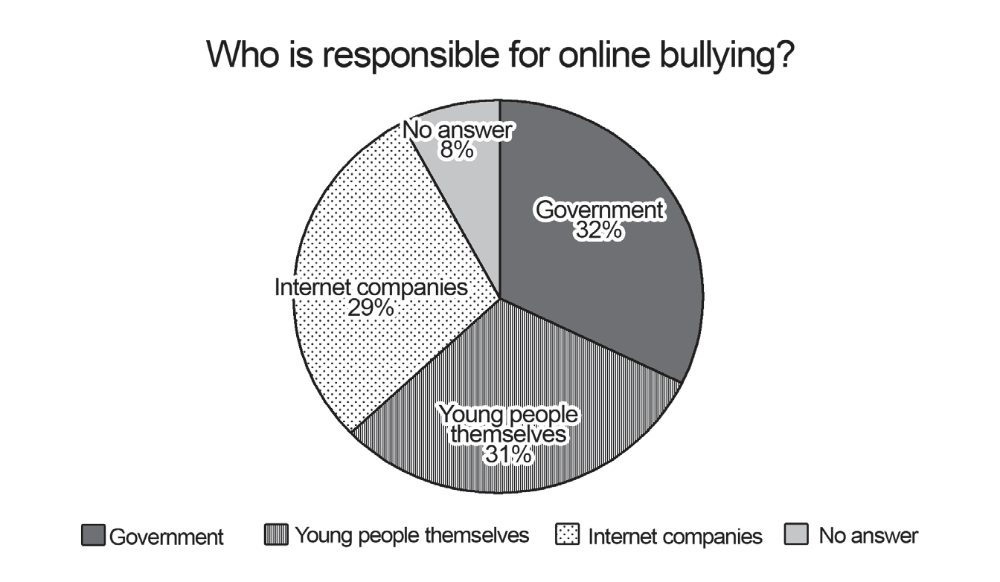 Who is responsible for online bullying?
No answer
8%
Government
32%
Internet companies
29%
Young people
themselves
31%
Government Young people themselves Internet companies No answer